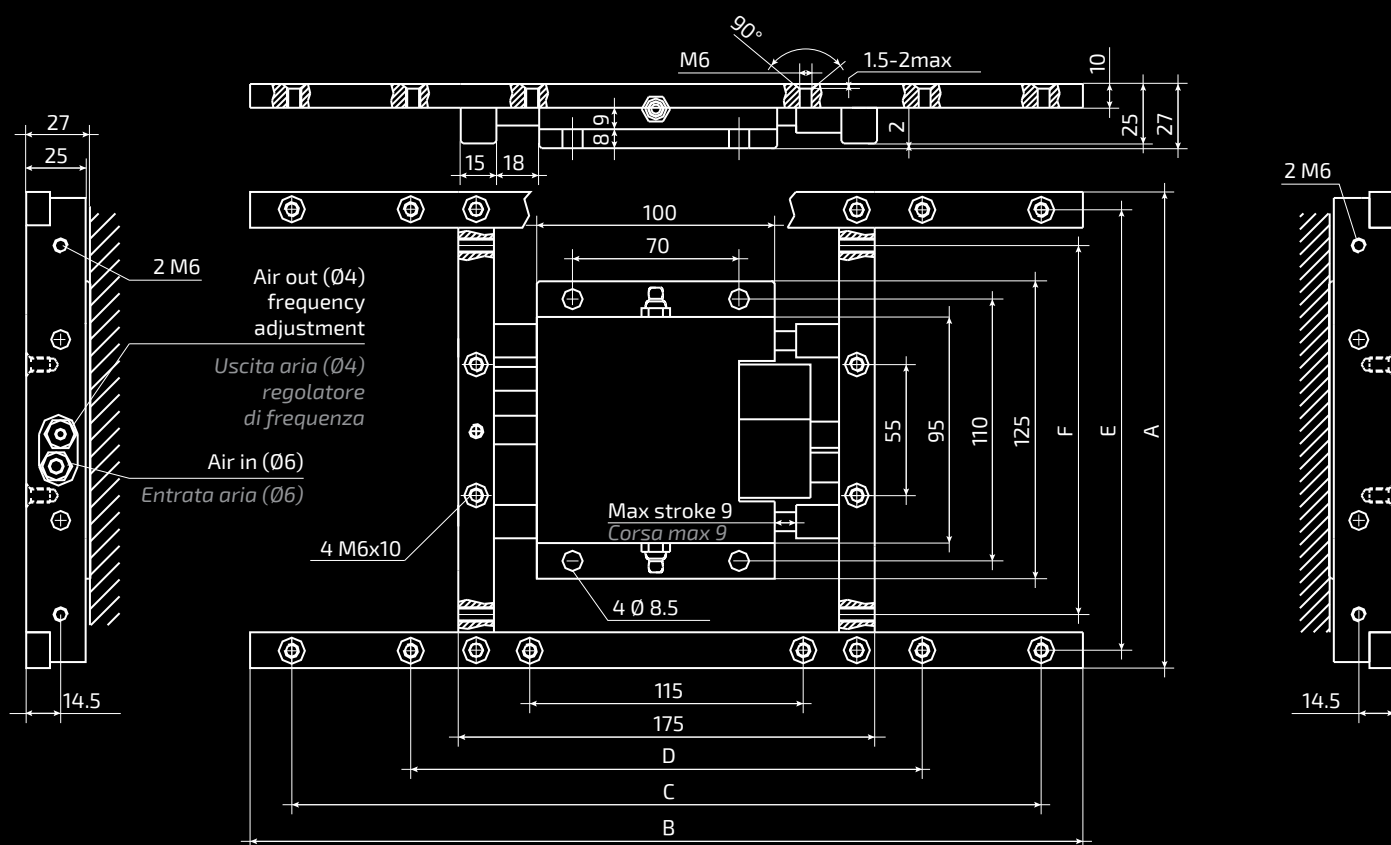 90°
M6
1.5-2max
10
9
8
2
25
27
15
18
27
25
2 M6
Air out (Ø4)
frequency
adjustment
Uscita aria (Ø4)
regolatore
di frequenza
Air in (Ø6)
Entrata aria (Ø6)
4 M6x10
14.5
100
70
55
95
110
125
F
E
A
Max stroke 9
Corsa max 9
4 Ø 8.5
115
175
D
C
B
2 M6
14.5